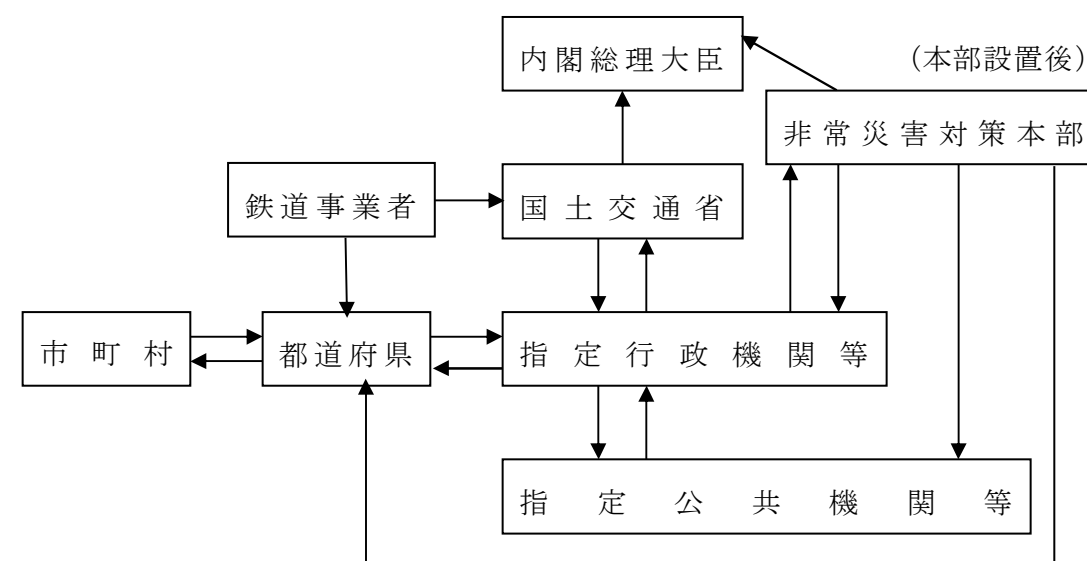 内閣総理大臣
(本部設置後)
非常災害対策本部
鉄道事業者
国土交通省
市町村
都道府県
指定行政機関等
指定公共機関等